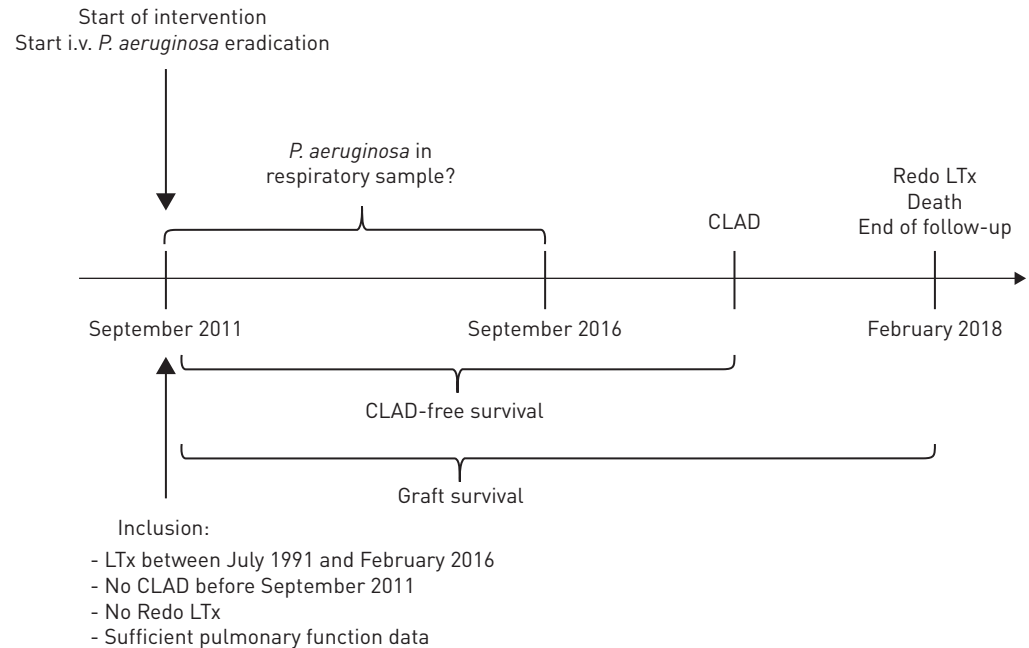 Start of intervention
Start i.v. P. aeruginosa eradication
P. aeruginosa in
respiratory sample?
Redo LTx
Death
End of follow-up
CLAD
September 2011
September 2016
February 2018
CLAD-free survival
Graft survival
Inclusion:
- LTx between July 1991 and February 2016
- No CLAD before September 2011
- No Redo LTx
- Sufficient pulmonary function data